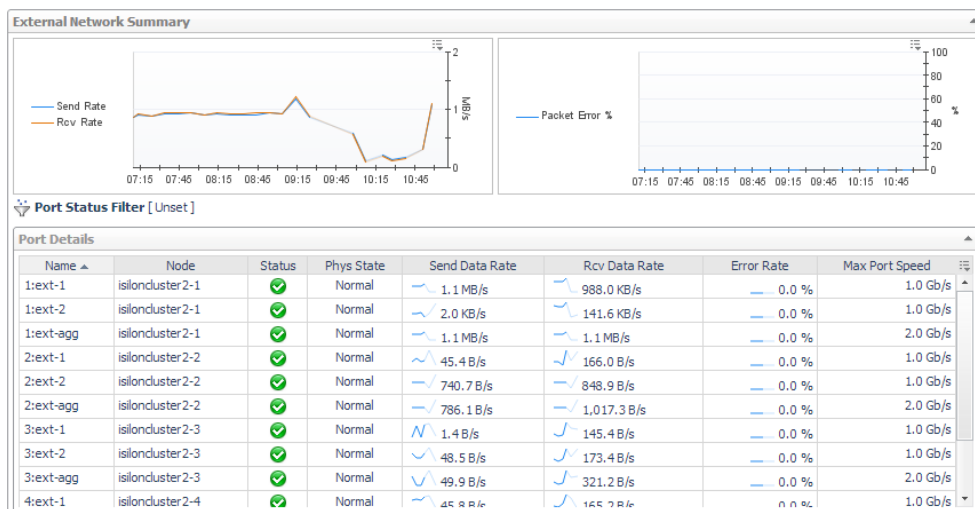 External Network Summary
Send Rate
Rcv Rate
2
1
0
MB/s
07:15 07:45 08:15 08:45 09:15 09:45 10:15 10:45
Packet Error %
100
80
60
40
20
0
%
07:15 07:45 08:15 08:45 09:15 09:45 10:15 10:45
Port Status Filter [ Unset ]
Port Details
Name Node Status Phys State Send Data Rate Rcv Data Rate Error Rate Max Port Speed
1:ext-1 isiloncluster2-1 Normal 1.1 MB/s 988.0 KB/s 0.0 % 1.0 Gb/s
1:ext-2 isiloncluster2-1 Normal 2.0 KB/s 141.6 KB/s 0.0 % 1.0 Gb/s
1:ext-agg isiloncluster2-1 Normal 1.1 MB/s 1.1 MB/s 0.0 % 2.0 Gb/s
2:ext-1 isiloncluster2-2 Normal 45.4 B/s 166.0 B/s 0.0 % 1.0 Gb/s
2:ext-2 isiloncluster2-2 Normal 740.7 B/s 848.9 B/s 0.0 % 1.0 Gb/s
2:ext-agg isiloncluster2-2 Normal 786.1 B/s 1,017.3 B/s 0.0 % 2.0 Gb/s
3:ext-1 isiloncluster2-3 Normal 1.4 B/s 145.4 B/s 0.0 % 1.0 Gb/s
3:ext-2 isiloncluster2-3 Normal 48.5 B/s 173.4 B/s 0.0 % 1.0 Gb/s
3:ext-agg isiloncluster2-3 Normal 49.9 B/s 321.2 B/s 0.0 % 2.0 Gb/s
4:ext-1 isiloncluster2-4 Normal 45.8 B/s 165.2 B/s 0.0 % 1.0 Gb/s